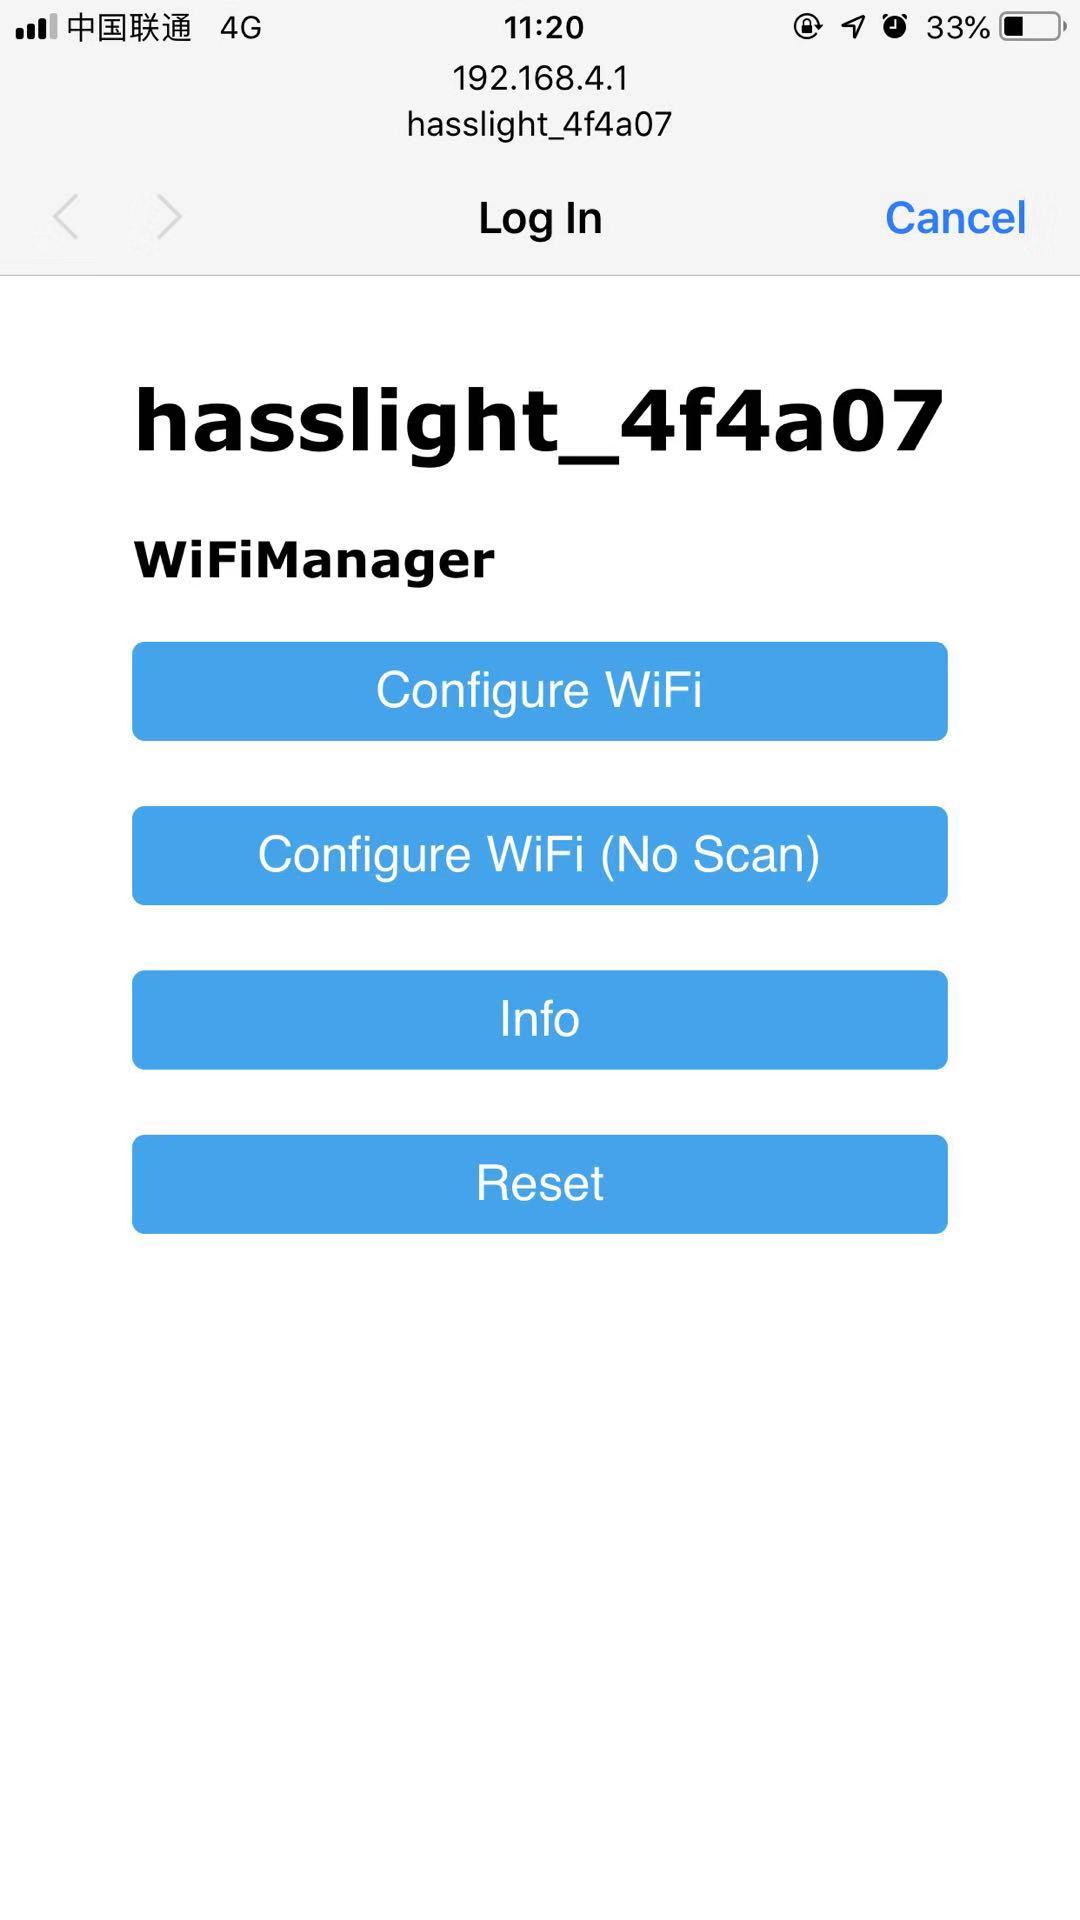 中国联通 4G 11:20 33%
192.168.4.1
hasslight_4f4a07
Log In Cancel
hasslight_4f4a07
WiFiManager
Configure WiFi
Configure WiFi (No Scan)
Info
Reset